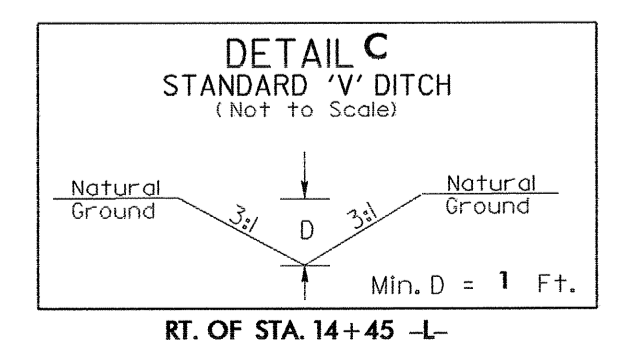 DETAIL C
STANDARD 'V' DITCH
(Not to Scale)
Natural
Ground
3:1
D
3:1
Natural
Ground
Min. D = 1 Ft.
RT. OF STA. 14+45 -L-